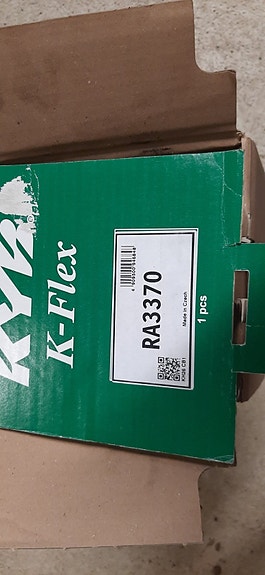 KYB
K-Flex
RA3370
Made in Czech
1 pcs